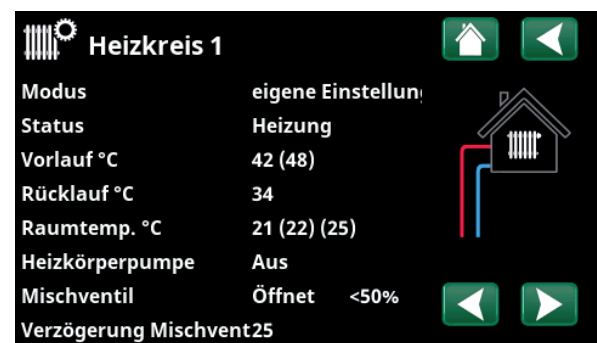 Heizkreis 1
Modus eigene Einstellun
Status Heizung
Vorlauf °C 42 (48)
Rücklauf °C 34
Raumtemp. °C 21 (22) (25)
Heizkörperpumpe Aus
Mischventil Öffnet <50%
Verzögerung Mischvent25